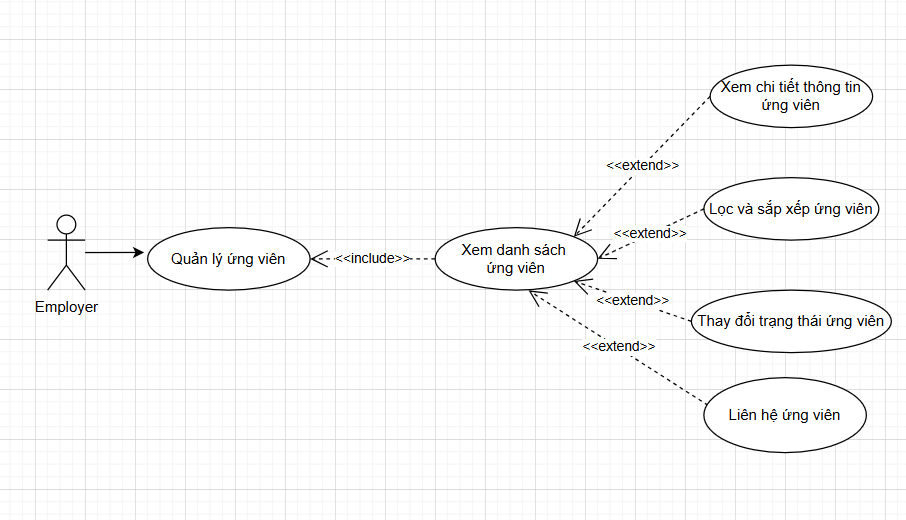 Xem chi tiết thông tin
ứng viên
<<extend>>
Lọc và sắp xếp ứng viên
<<extend>>
Quản lý ứng viên
<<include>>
Xem danh sách
ứng viên
Employer
<<extend>>
Thay đổi trạng thái ứng viên
<<extend>>
Liên hệ ứng viên